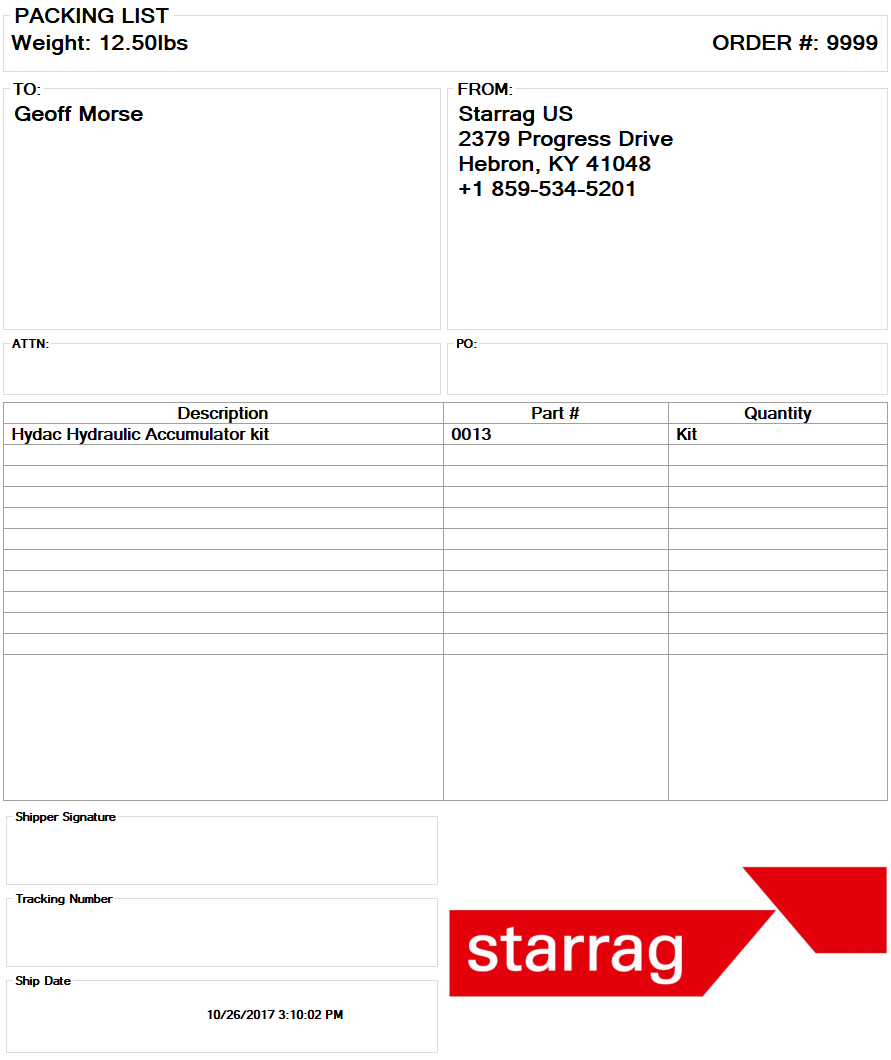 PACKING LIST
Weight: 12.50lbs
ORDER #: 9999
TO:
Geoff Morse
FROM:
Starrag US
2379 Progress Drive
Hebron, KY 41048
+1 859-534-5201
ATTN:
PO:
Description Part # Quantity
Hydac Hydraulic Accumulator kit 0013 Kit
Shipper Signature
Tracking Number
Ship Date
10/26/2017 3:10:02 PM
starrag